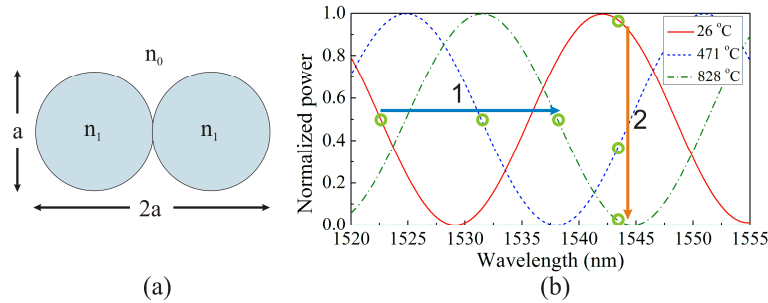 n0
a
n1
n1
2a
(a)
Normalized power
1.0
0.8
0.6
0.4
0.2
0.0
1
2
26 °C
471 °C
828 °C
1520 1525 1530 1535 1540 1545 1550 1555
Wavelength (nm)
(b)